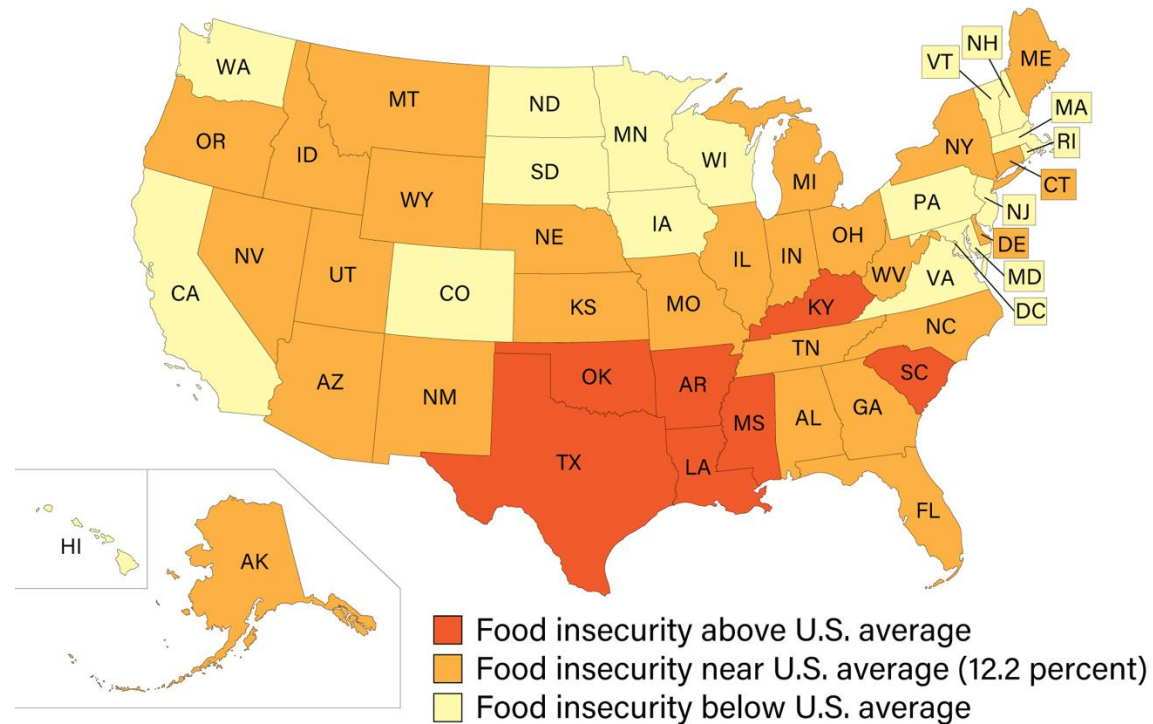 WA
MT
ND
MN
VT
NH
ME
OR
ID
SD
WI
MI
NY
MA
RI
CT
WY
IA
PA
NJ
NV
UT
NE
IL
IN
OH
DE
CA
CO
WV
VA
MD
DC
KS
MO
KY
NC
AZ
NM
OK
AR
TN
SC
MS
AL
GA
TX
LA
FL
HI
AK
Food insecurity above U.S. average
Food insecurity near U.S. average (12.2 percent)
Food insecurity below U.S. average